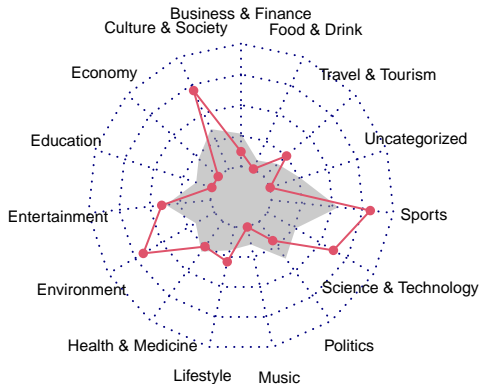 Business & Finance
Culture & Society
Food & Drink
Economy
Travel & Tourism
Education
Uncategorized
Entertainment
Sports
Environment
Science & Technology
Health & Medicine
Politics
Lifestyle
Music